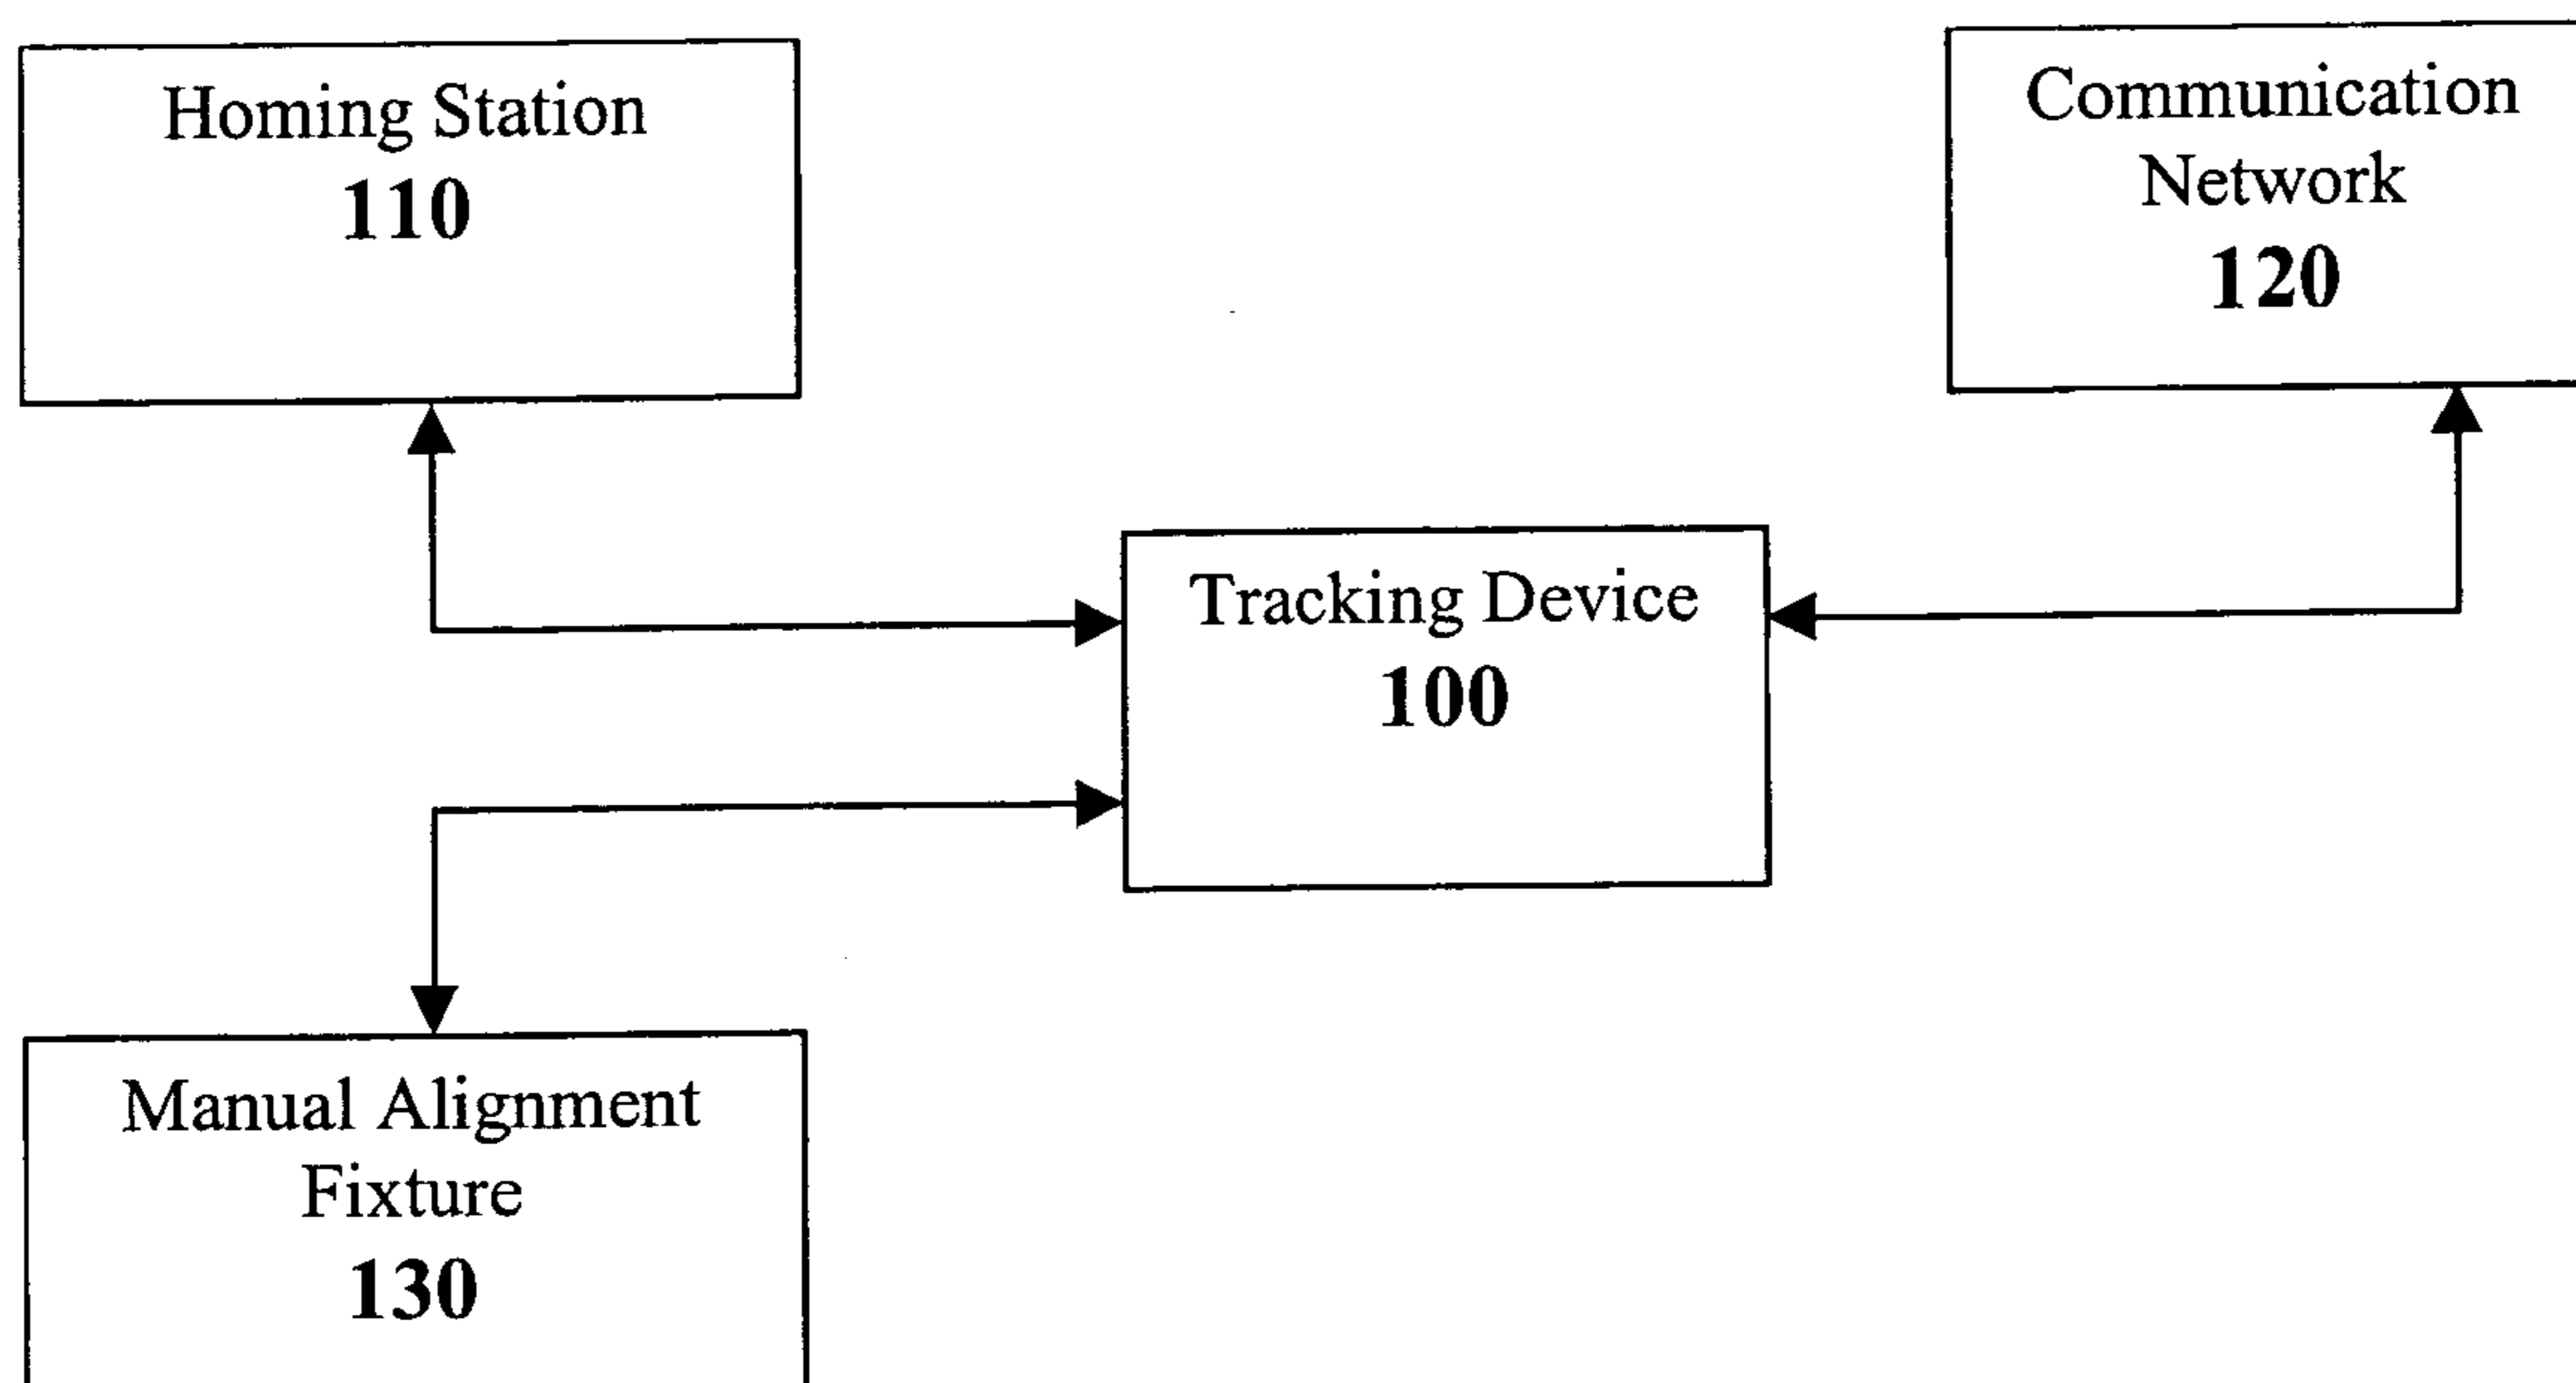 Homing Station
110
Communication
Network
120
Tracking Device
100
Manual Alignment
Fixture
130